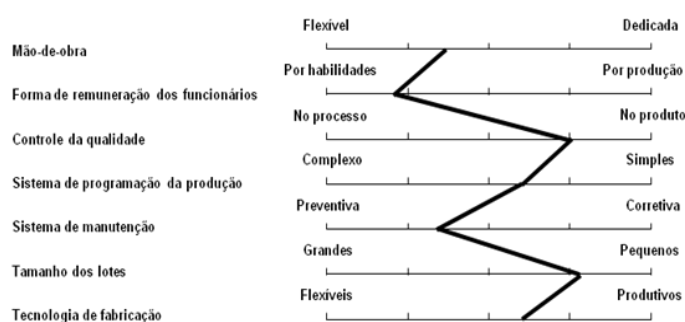 Flexível Dedicada
Mão-de-obra
Por habilidades Por produção
Forma de remuneração dos funcionários
No processo No produto
Controle da qualidade
Complexo Simples
Sistema de programação da produção
Preventiva Corretiva
Sistema de manutenção
Grandes Pequenos
Tamanho dos lotes
Flexíveis Produtivos
Tecnologia de fabricação